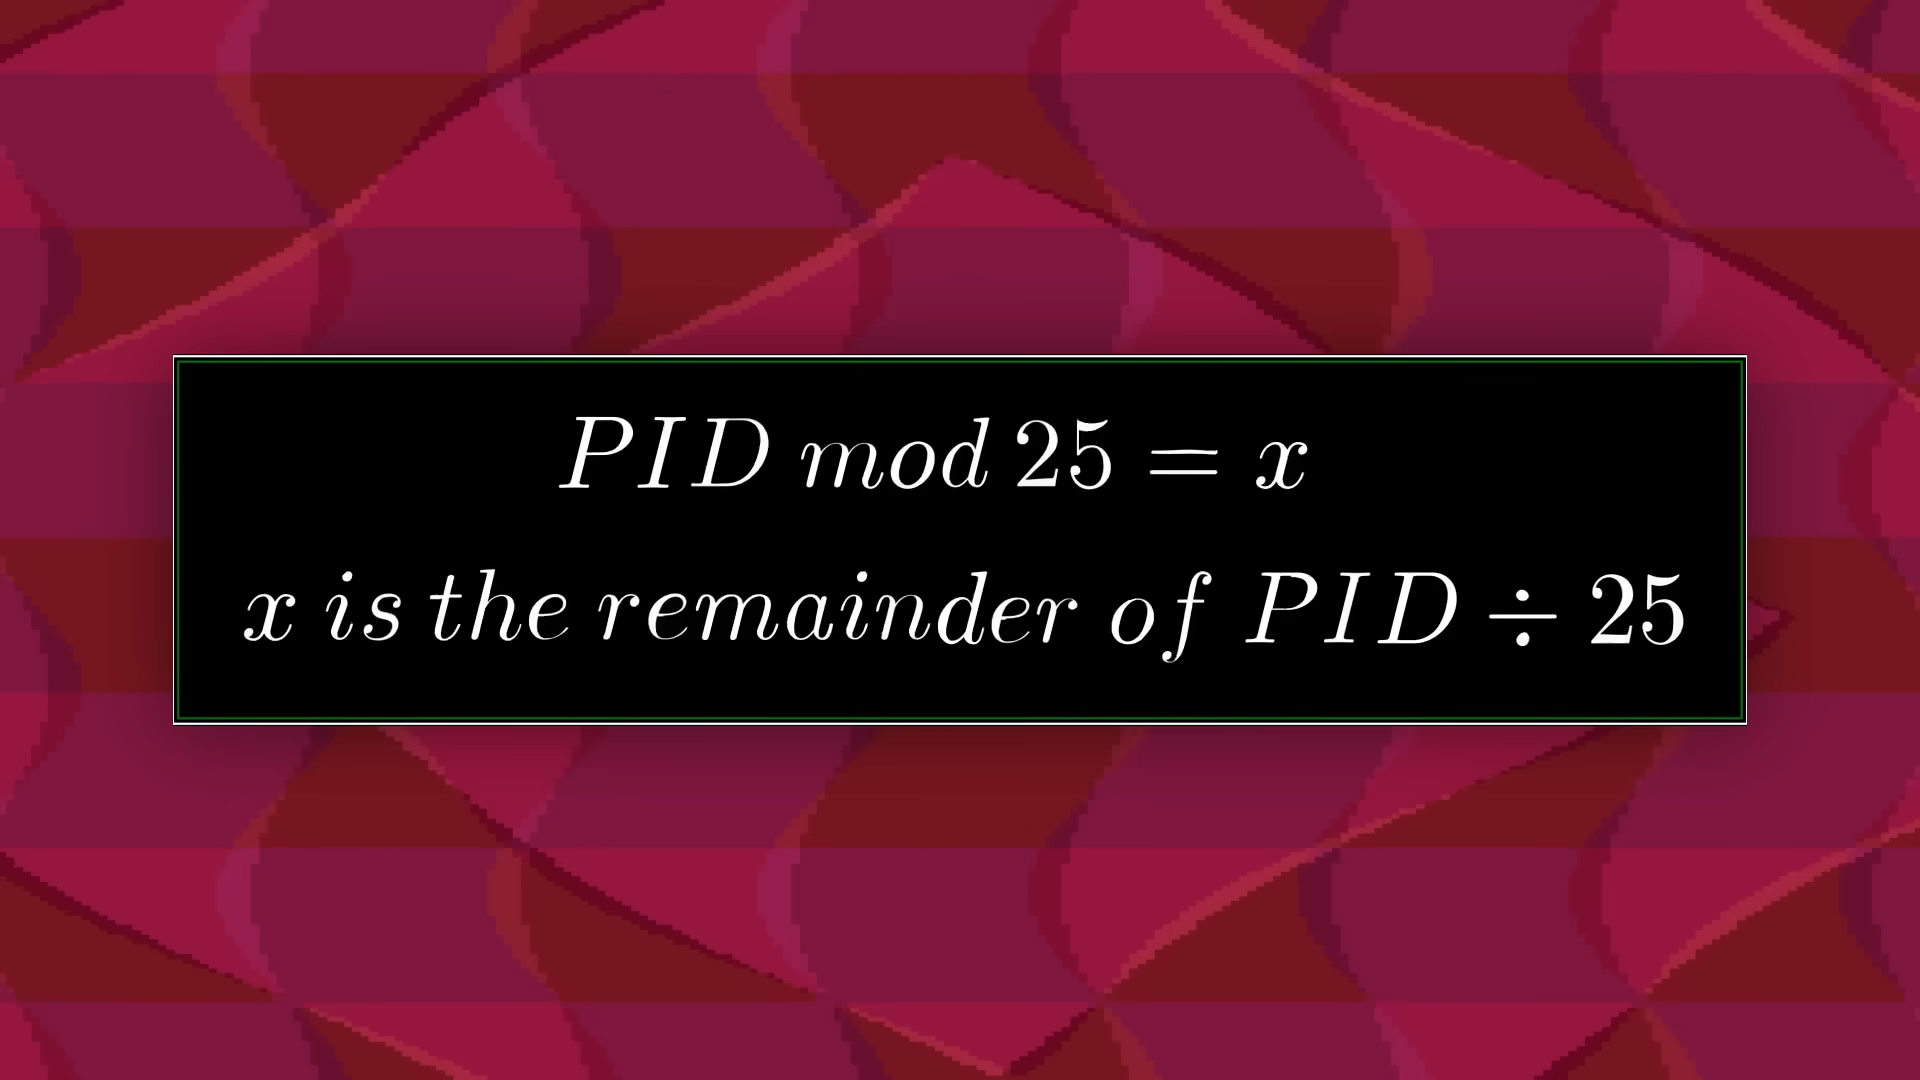 PID mod 25 = x
x is the remainder of PID ÷ 25